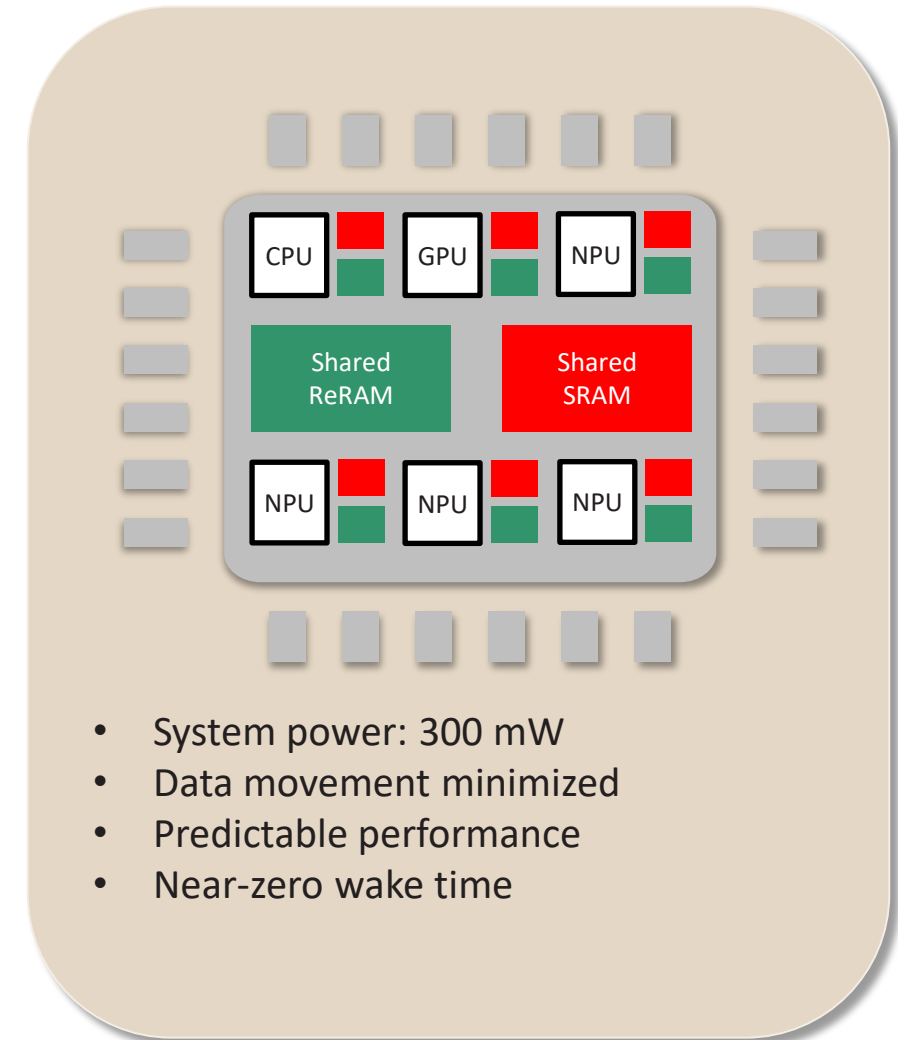 CPU
GPU
NPU
Shared
ReRAM
Shared
SRAM
NPU
NPU
NPU
• System power: 300 mW
• Data movement minimized
• Predictable performance
• Near-zero wake time